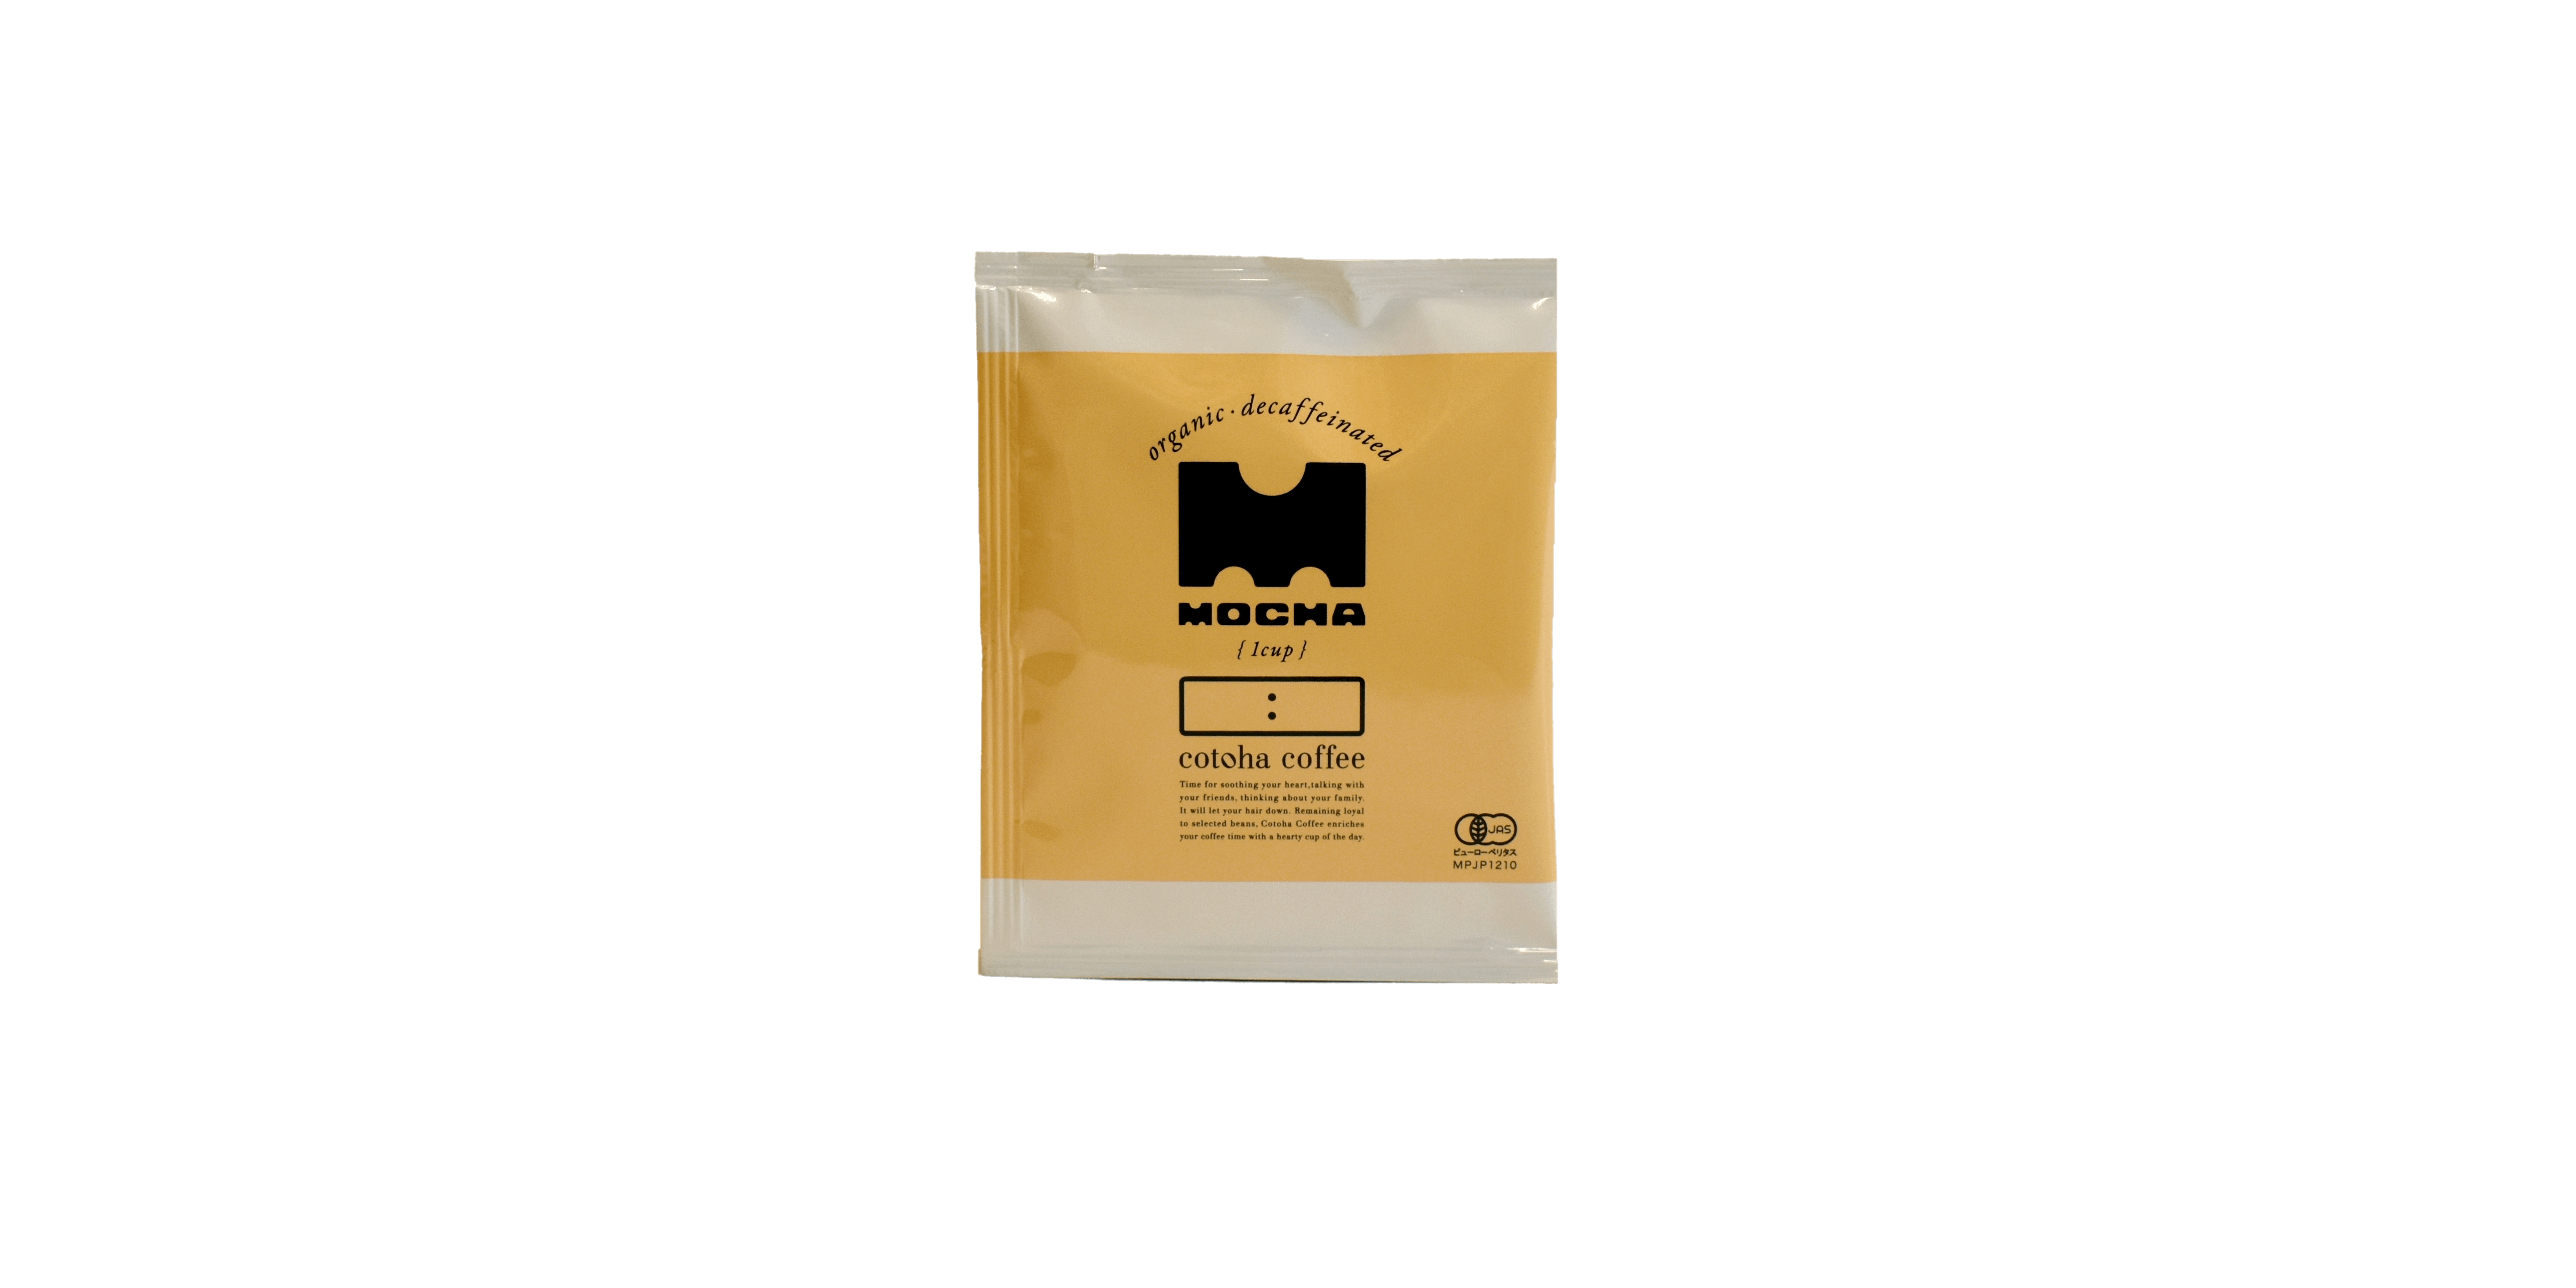 organic・decaffeinated
MOCHA
{ 1cup }
:
cotoha coffee
Time for soothing your heart,talking with
your friends, thinking about your family.
It will let your hair down. Remaining loyal
to selected beans, Cotoha Coffee enriches
your coffee time with a hearty cup of the day.
JAS
ビューローベリタス
MPJP1210